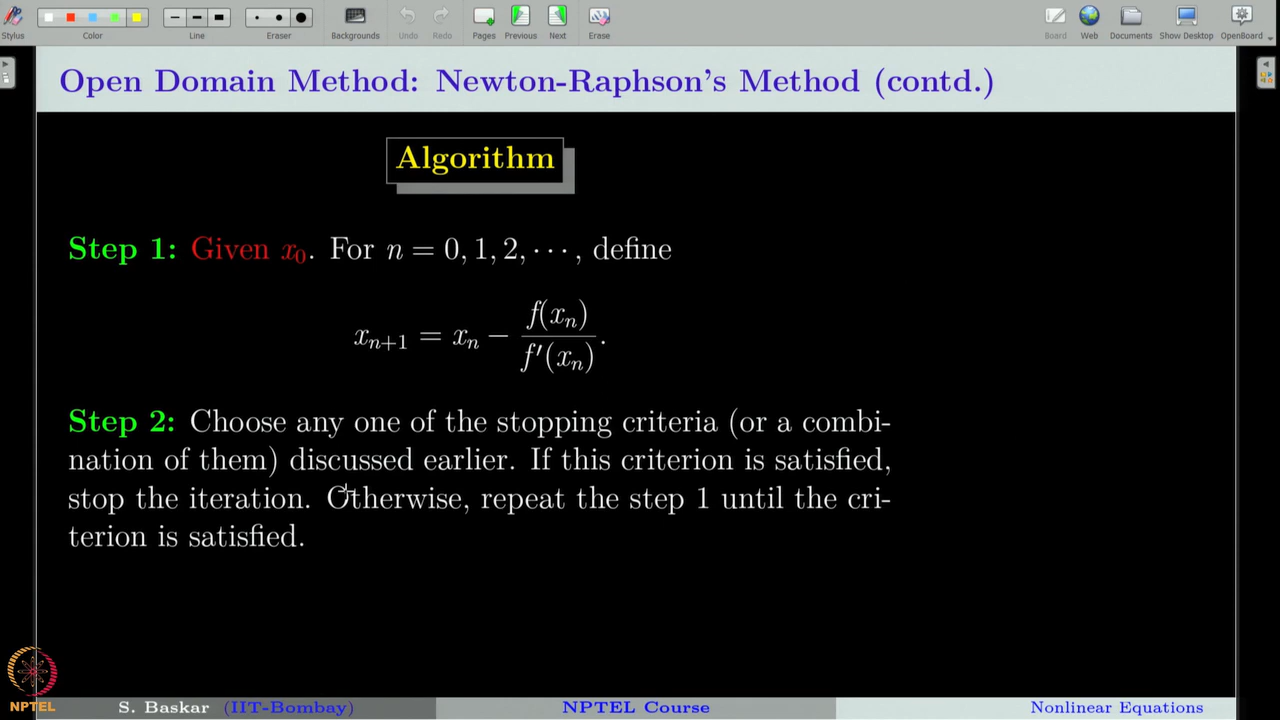 Stylus Color Line Eraser Backgrounds Undo Redo Pages Previous Next Erase Board Web Documents Show Desktop OpenBoard
Open Domain Method: Newton-Raphson's Method (contd.)
Algorithm
Step 1: Given x₀. For n = 0, 1, 2, ⋯, define
xₙ₊₁ = xₙ − f(xₙ) / f′(xₙ).
Step 2: Choose any one of the stopping criteria (or a combi-
nation of them) discussed earlier. If this criterion is satisfied,
stop the iteration. Otherwise, repeat the step 1 until the cri-
terion is satisfied.
NPTEL
S. Baskar (IIT-Bombay) NPTEL Course Nonlinear Equations